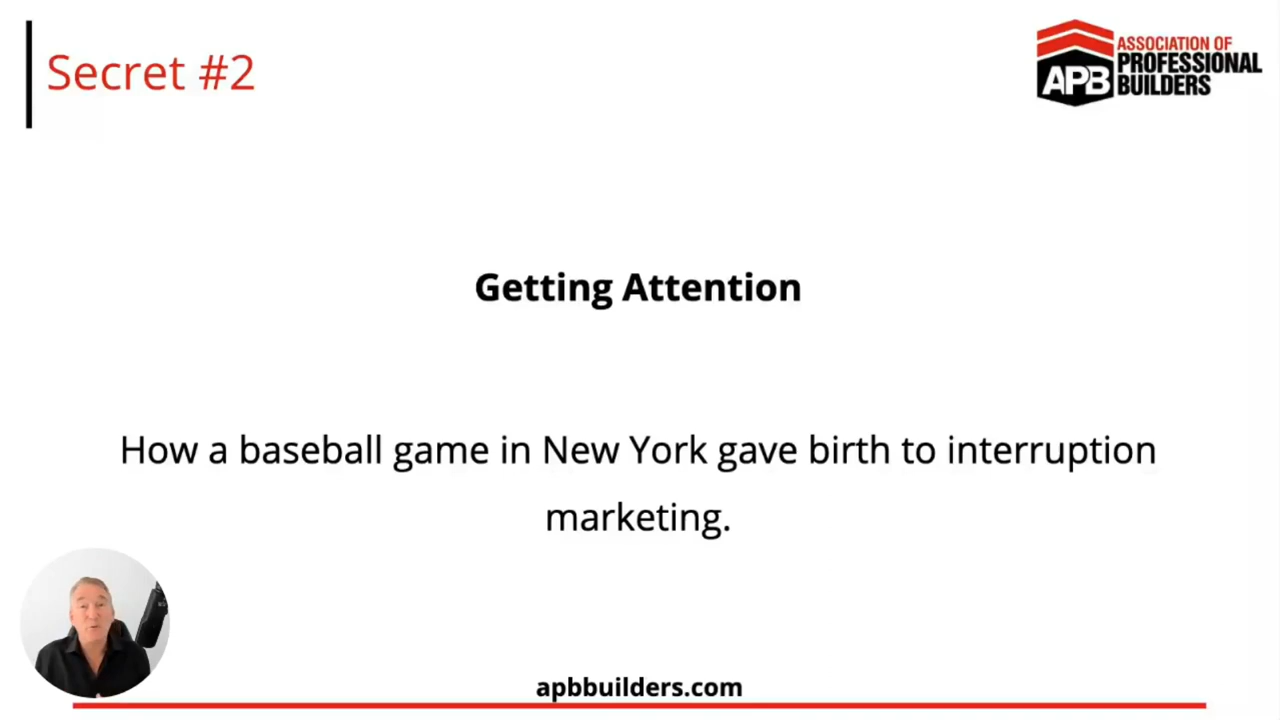 Secret #2
ASSOCIATION OF
PROFESSIONAL
BUILDERS
APB
Getting Attention
How a baseball game in New York gave birth to interruption
marketing.
apbbuilders.com